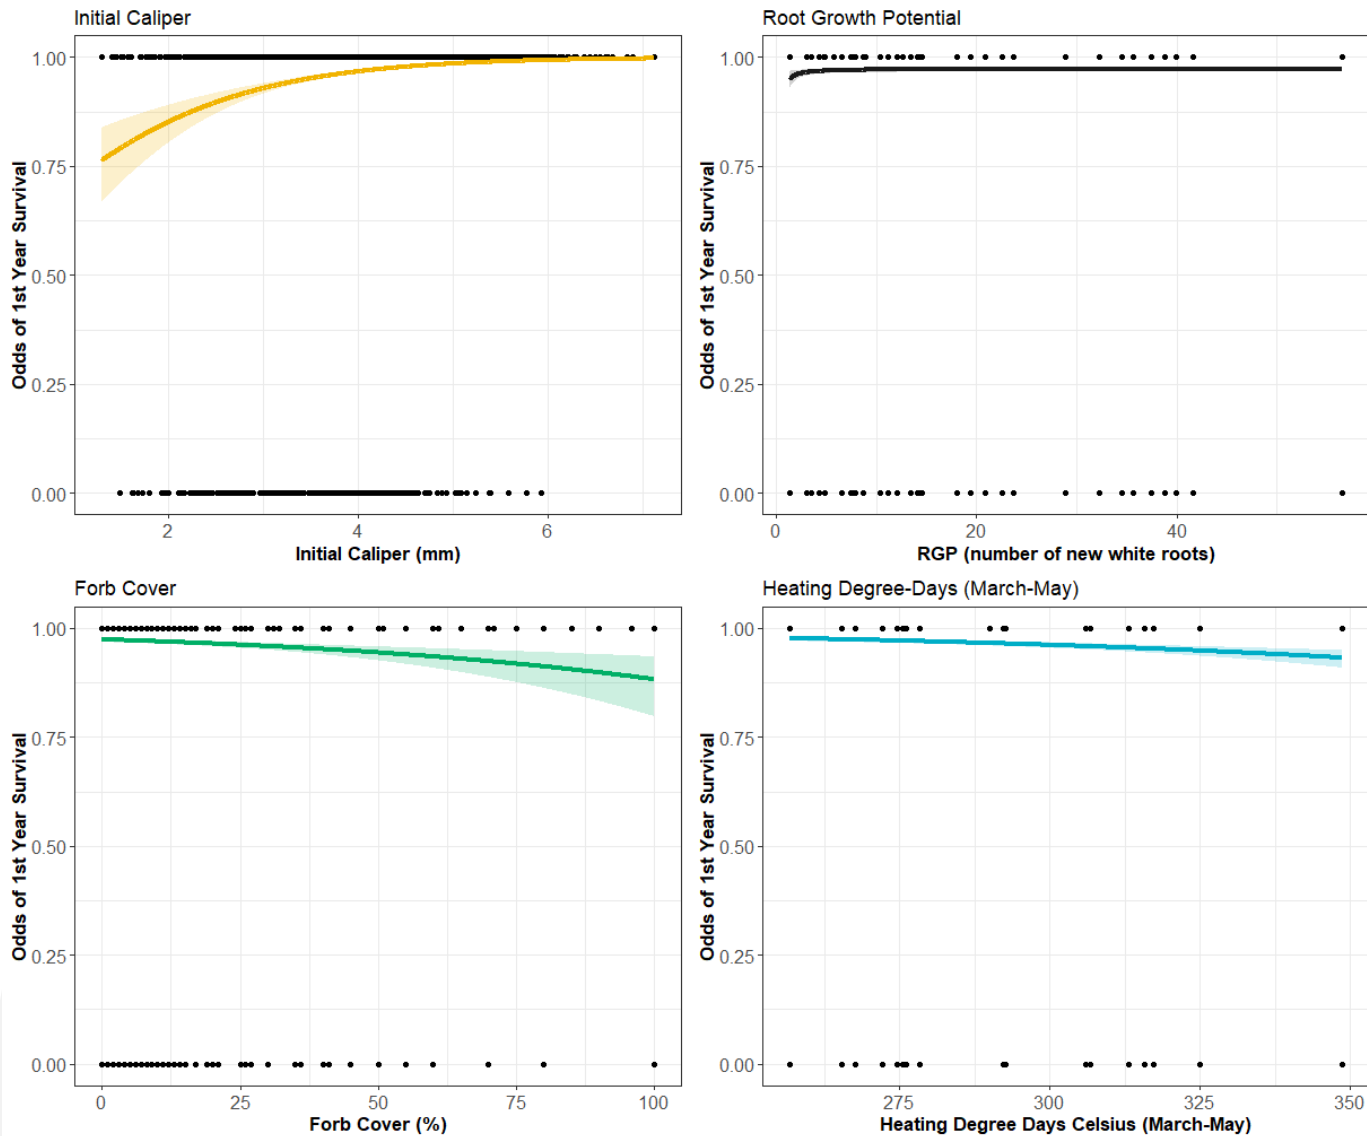 Initial Caliper
Odds of 1st Year Survival
1.00
0.75
0.50
0.25
0.00
2 4 6
Initial Caliper (mm)
Root Growth Potential
Odds of 1st Year Survival
1.00
0.75
0.50
0.25
0.00
0 20 40
RGP (number of new white roots)
Forb Cover
Odds of 1st Year Survival
1.00
0.75
0.50
0.25
0.00
0 25 50 75 100
Forb Cover (%)
Heating Degree-Days (March-May)
Odds of 1st Year Survival
1.00
0.75
0.50
0.25
0.00
275 300 325 350
Heating Degree Days Celsius (March-May)